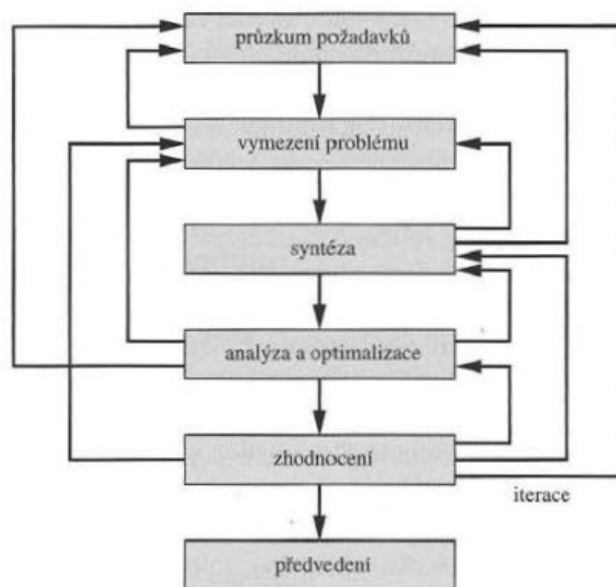 průzkum požadavků
vymezení problému
syntéza
analýza a optimalizace
zhodnocení
iterace
předvedení